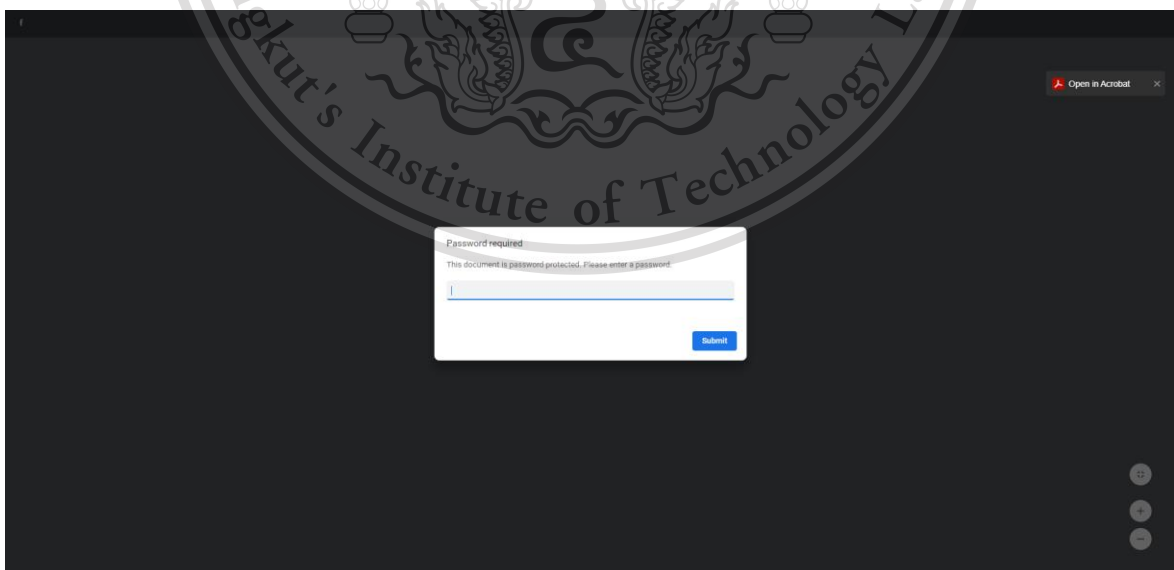 f
Open in Acrobat
gkut's Institute of Technology L
Password required
This document is password protected. Please enter a password.
Submit